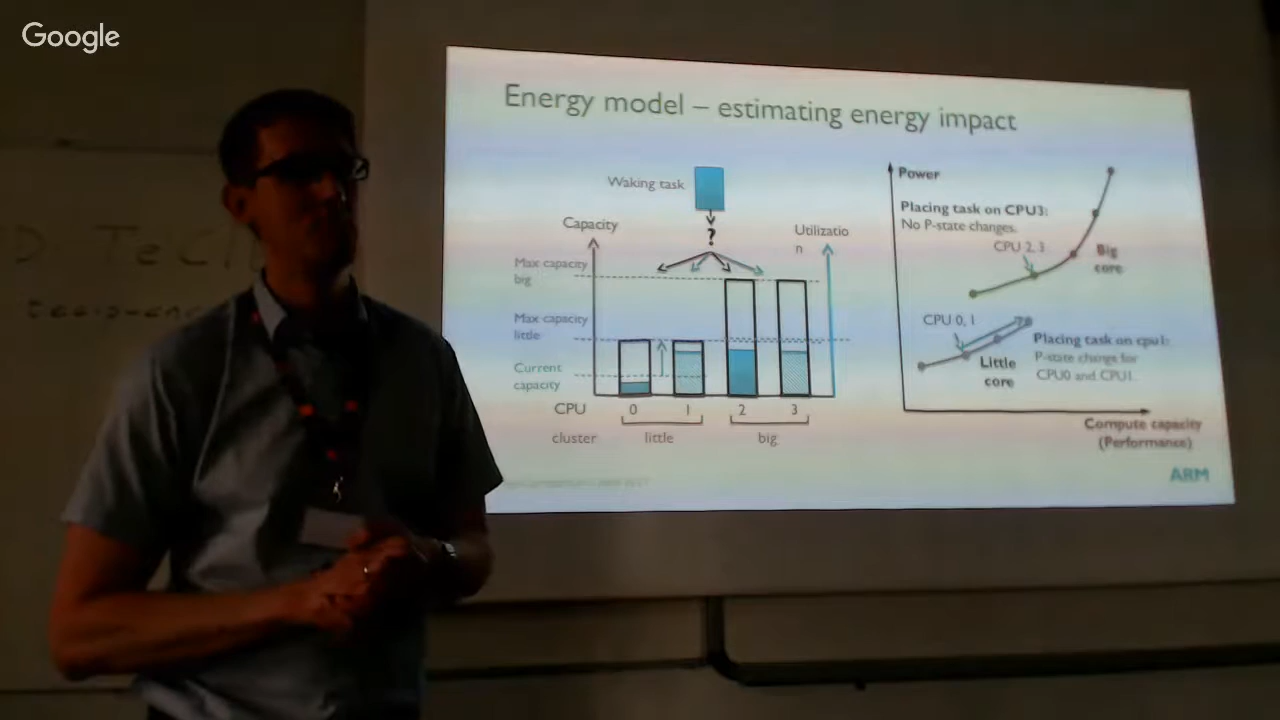 Google
Energy model – estimating energy impact
Waking task
?
Capacity
Utilizatio
n
Max capacity
big
Max capacity
little
Current
capacity
CPU 0 1 2 3
cluster little big
Power
Placing task on CPU3:
No P-state changes.
CPU 2, 3
Big
core
CPU 0, 1
Placing task on cpu1:
P-state change for
CPU0 and CPU1.
Little
core
Compute capacity
(Performance)
ARM